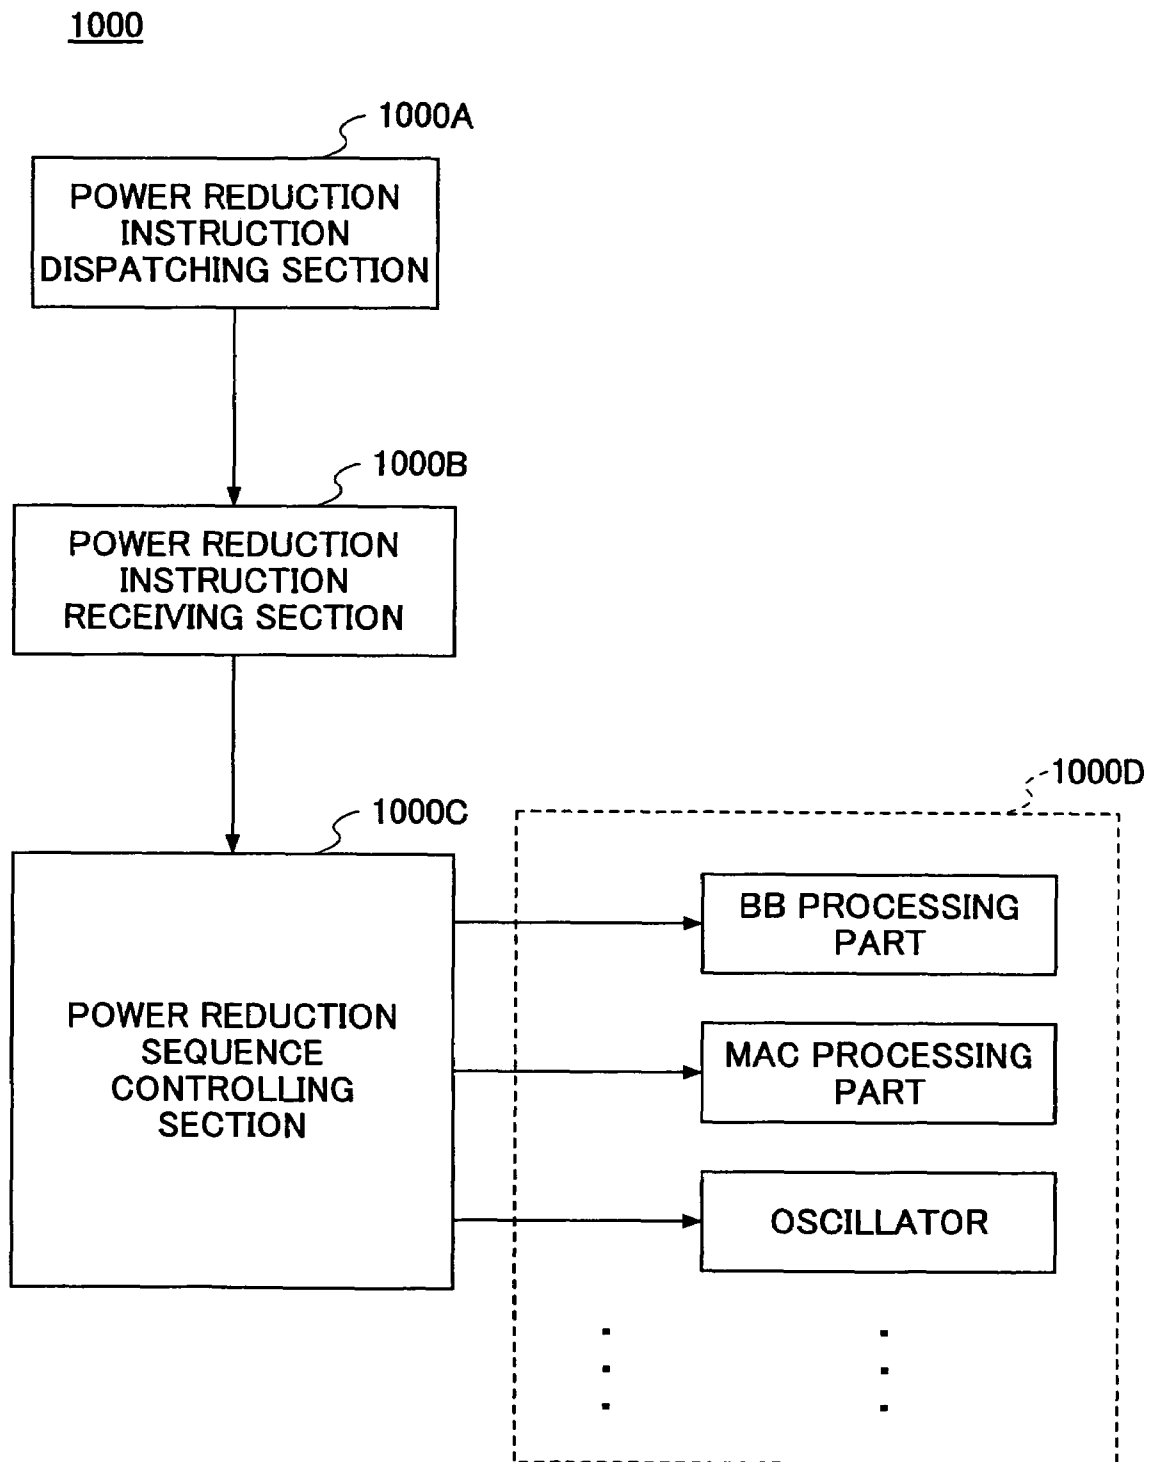 1000
1000A
POWER REDUCTION
INSTRUCTION
DISPATCHING SECTION
1000B
POWER REDUCTION
INSTRUCTION
RECEIVING SECTION
1000D
1000C
BB PROCESSING
PART
POWER REDUCTION
SEQUENCE
CONTROLLING
SECTION
MAC PROCESSING
PART
OSCILLATOR